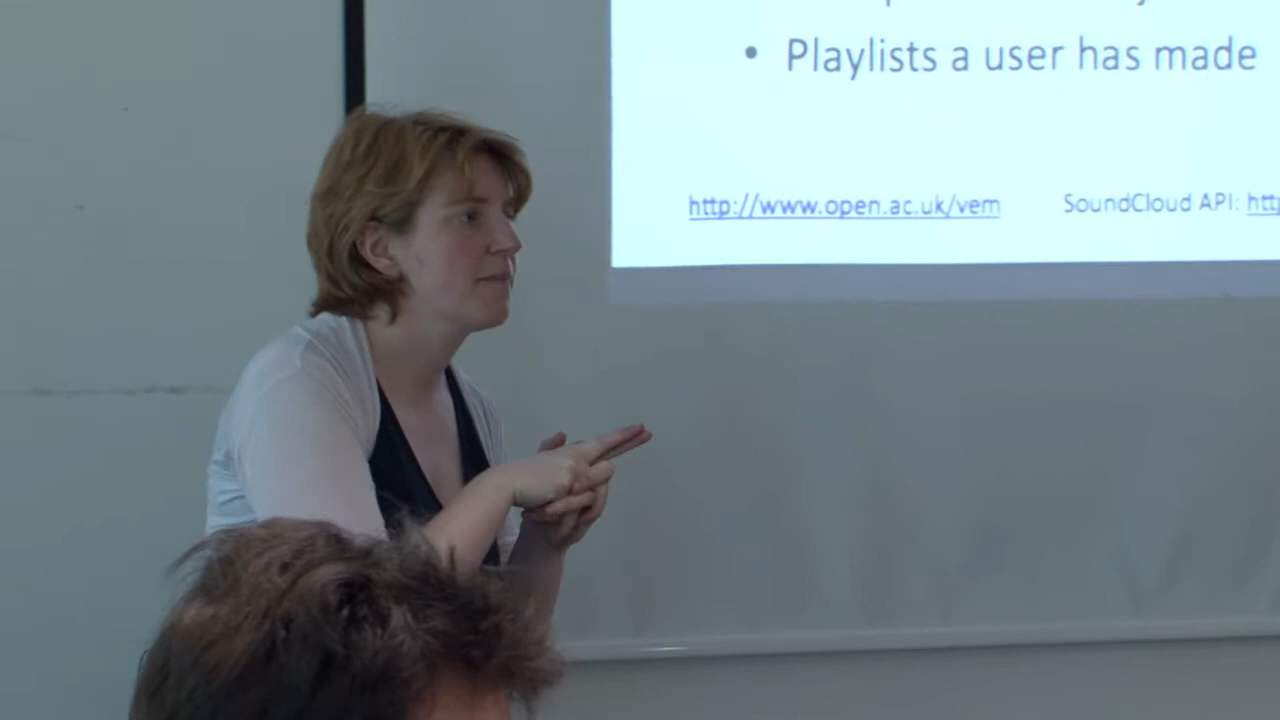 • Playlists a user has made
http://www.open.ac.uk/vem SoundCloud API: